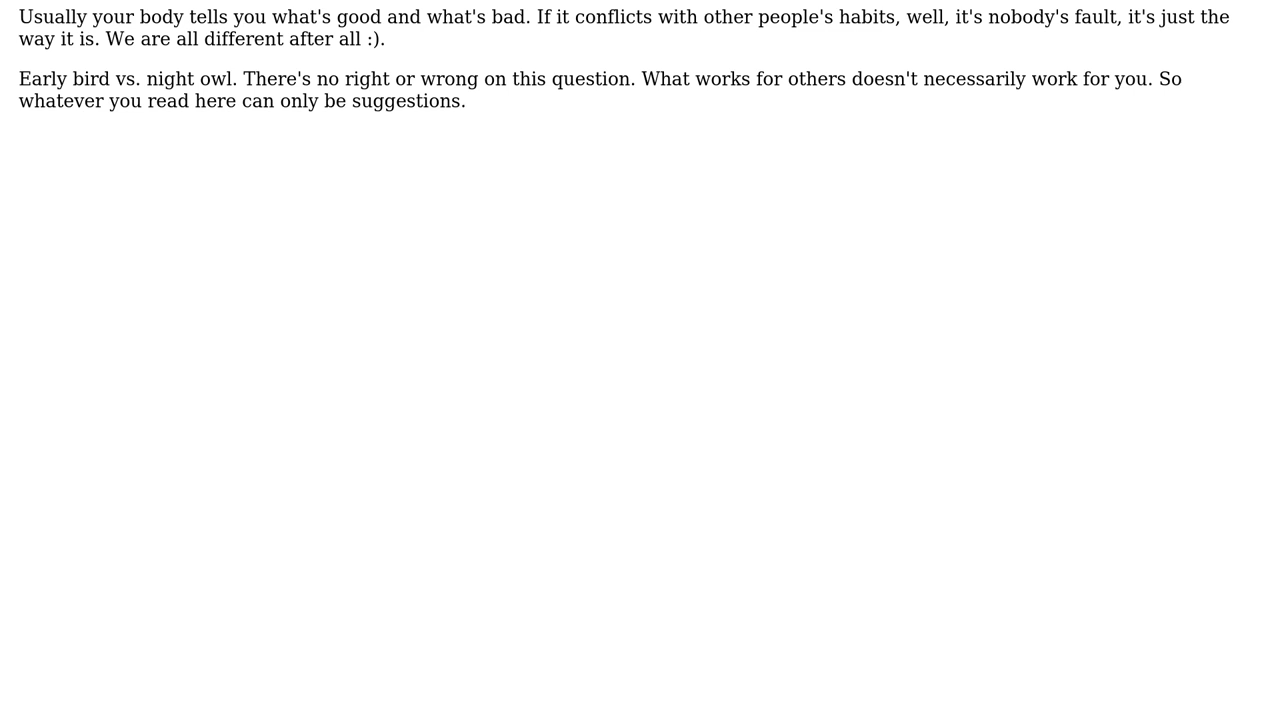 Usually your body tells you what's good and what's bad. If it conflicts with other people's habits, well, it's nobody's fault, it's just the
way it is. We are all different after all :).
Early bird vs. night owl. There's no right or wrong on this question. What works for others doesn't necessarily work for you. So
whatever you read here can only be suggestions.